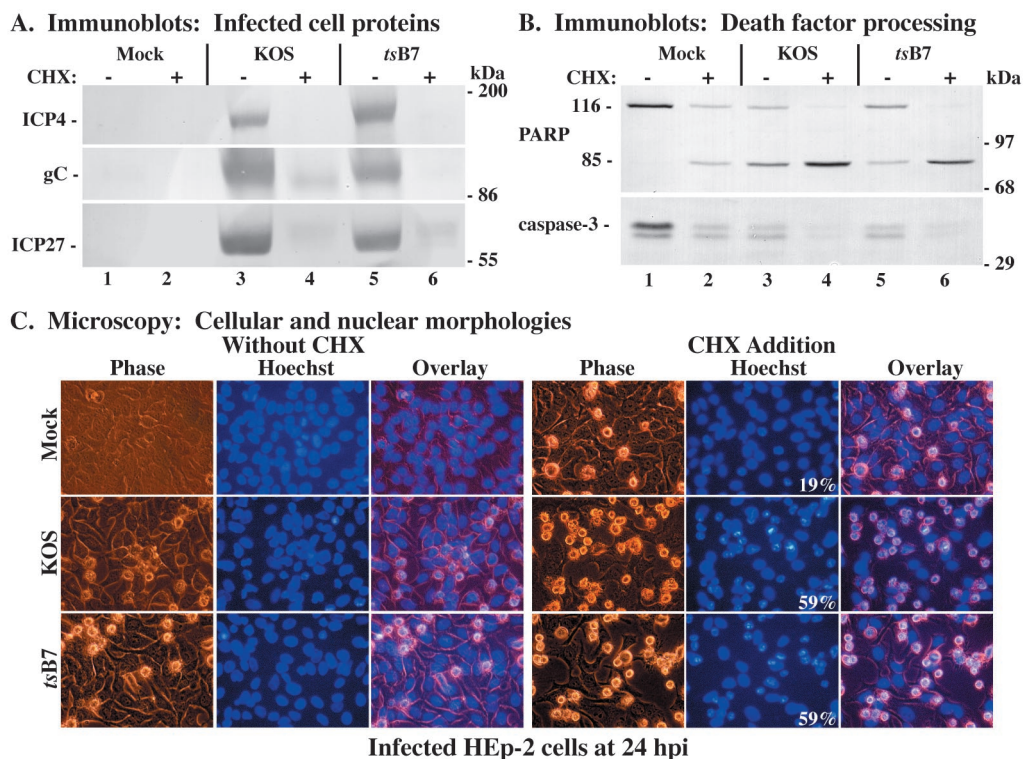 A. Immunoblots: Infected cell proteins
Mock KOS tsB7
CHX: - + - + - + kDa
- 200
ICP4 -
gC -
- 86
ICP27 -
- 55
1 2 3 4 5 6
B. Immunoblots: Death factor processing
Mock KOS tsB7
CHX: - + - + - + kDa
116 -
PARP
- 97
85 -
- 68
caspase-3 -
- 29
1 2 3 4 5 6
C. Microscopy: Cellular and nuclear morphologies
Without CHX CHX Addition
Phase Hoechst Overlay Phase Hoechst Overlay
Mock
19%
KOS
59%
tsB7
59%
Infected HEp-2 cells at 24 hpi